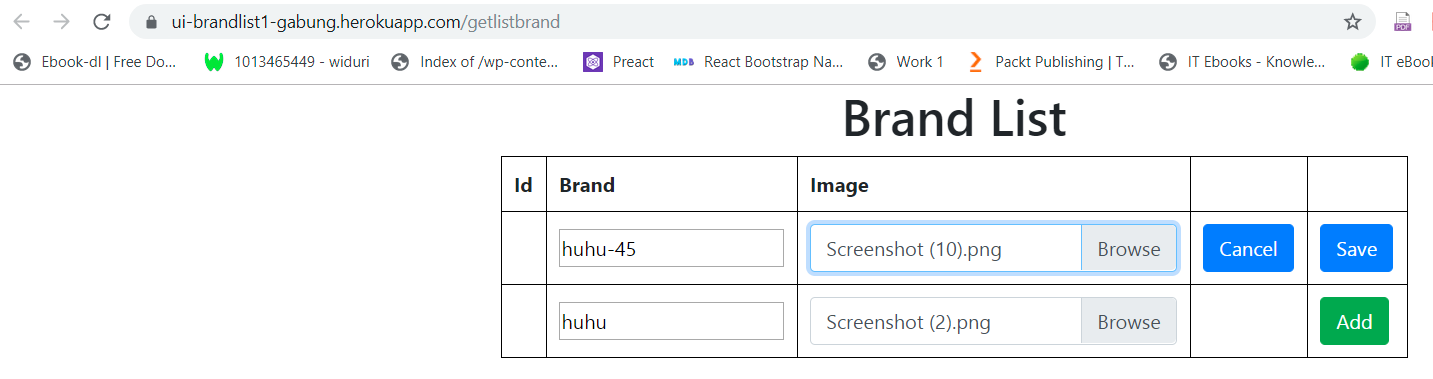 ui-brandlist1-gabung.herokuapp.com/getlistbrand
PDF
Ebook-dl | Free Do... 1013465449 - widuri Index of /wp-conte... Preact MDB React Bootstrap Na... Work 1 Packt Publishing | T... IT Ebooks - Knowle... IT eBool
Brand List
Id Brand Image
huhu-45 Screenshot (10).png Browse Cancel Save
huhu Screenshot (2).png Browse Add